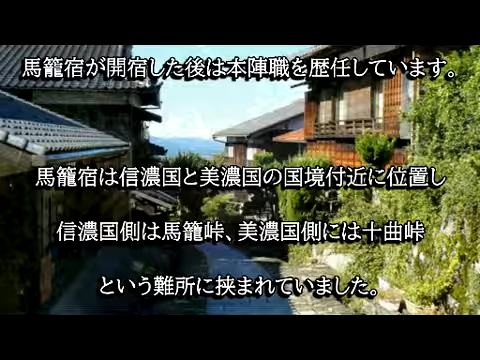 馬籠宿が開宿した後は本陣職を歴任しています。
馬籠宿は信濃国と美濃国の国境付近に位置し
信濃国側は馬籠峠、美濃国側には十曲峠
という難所に挟まれていました。